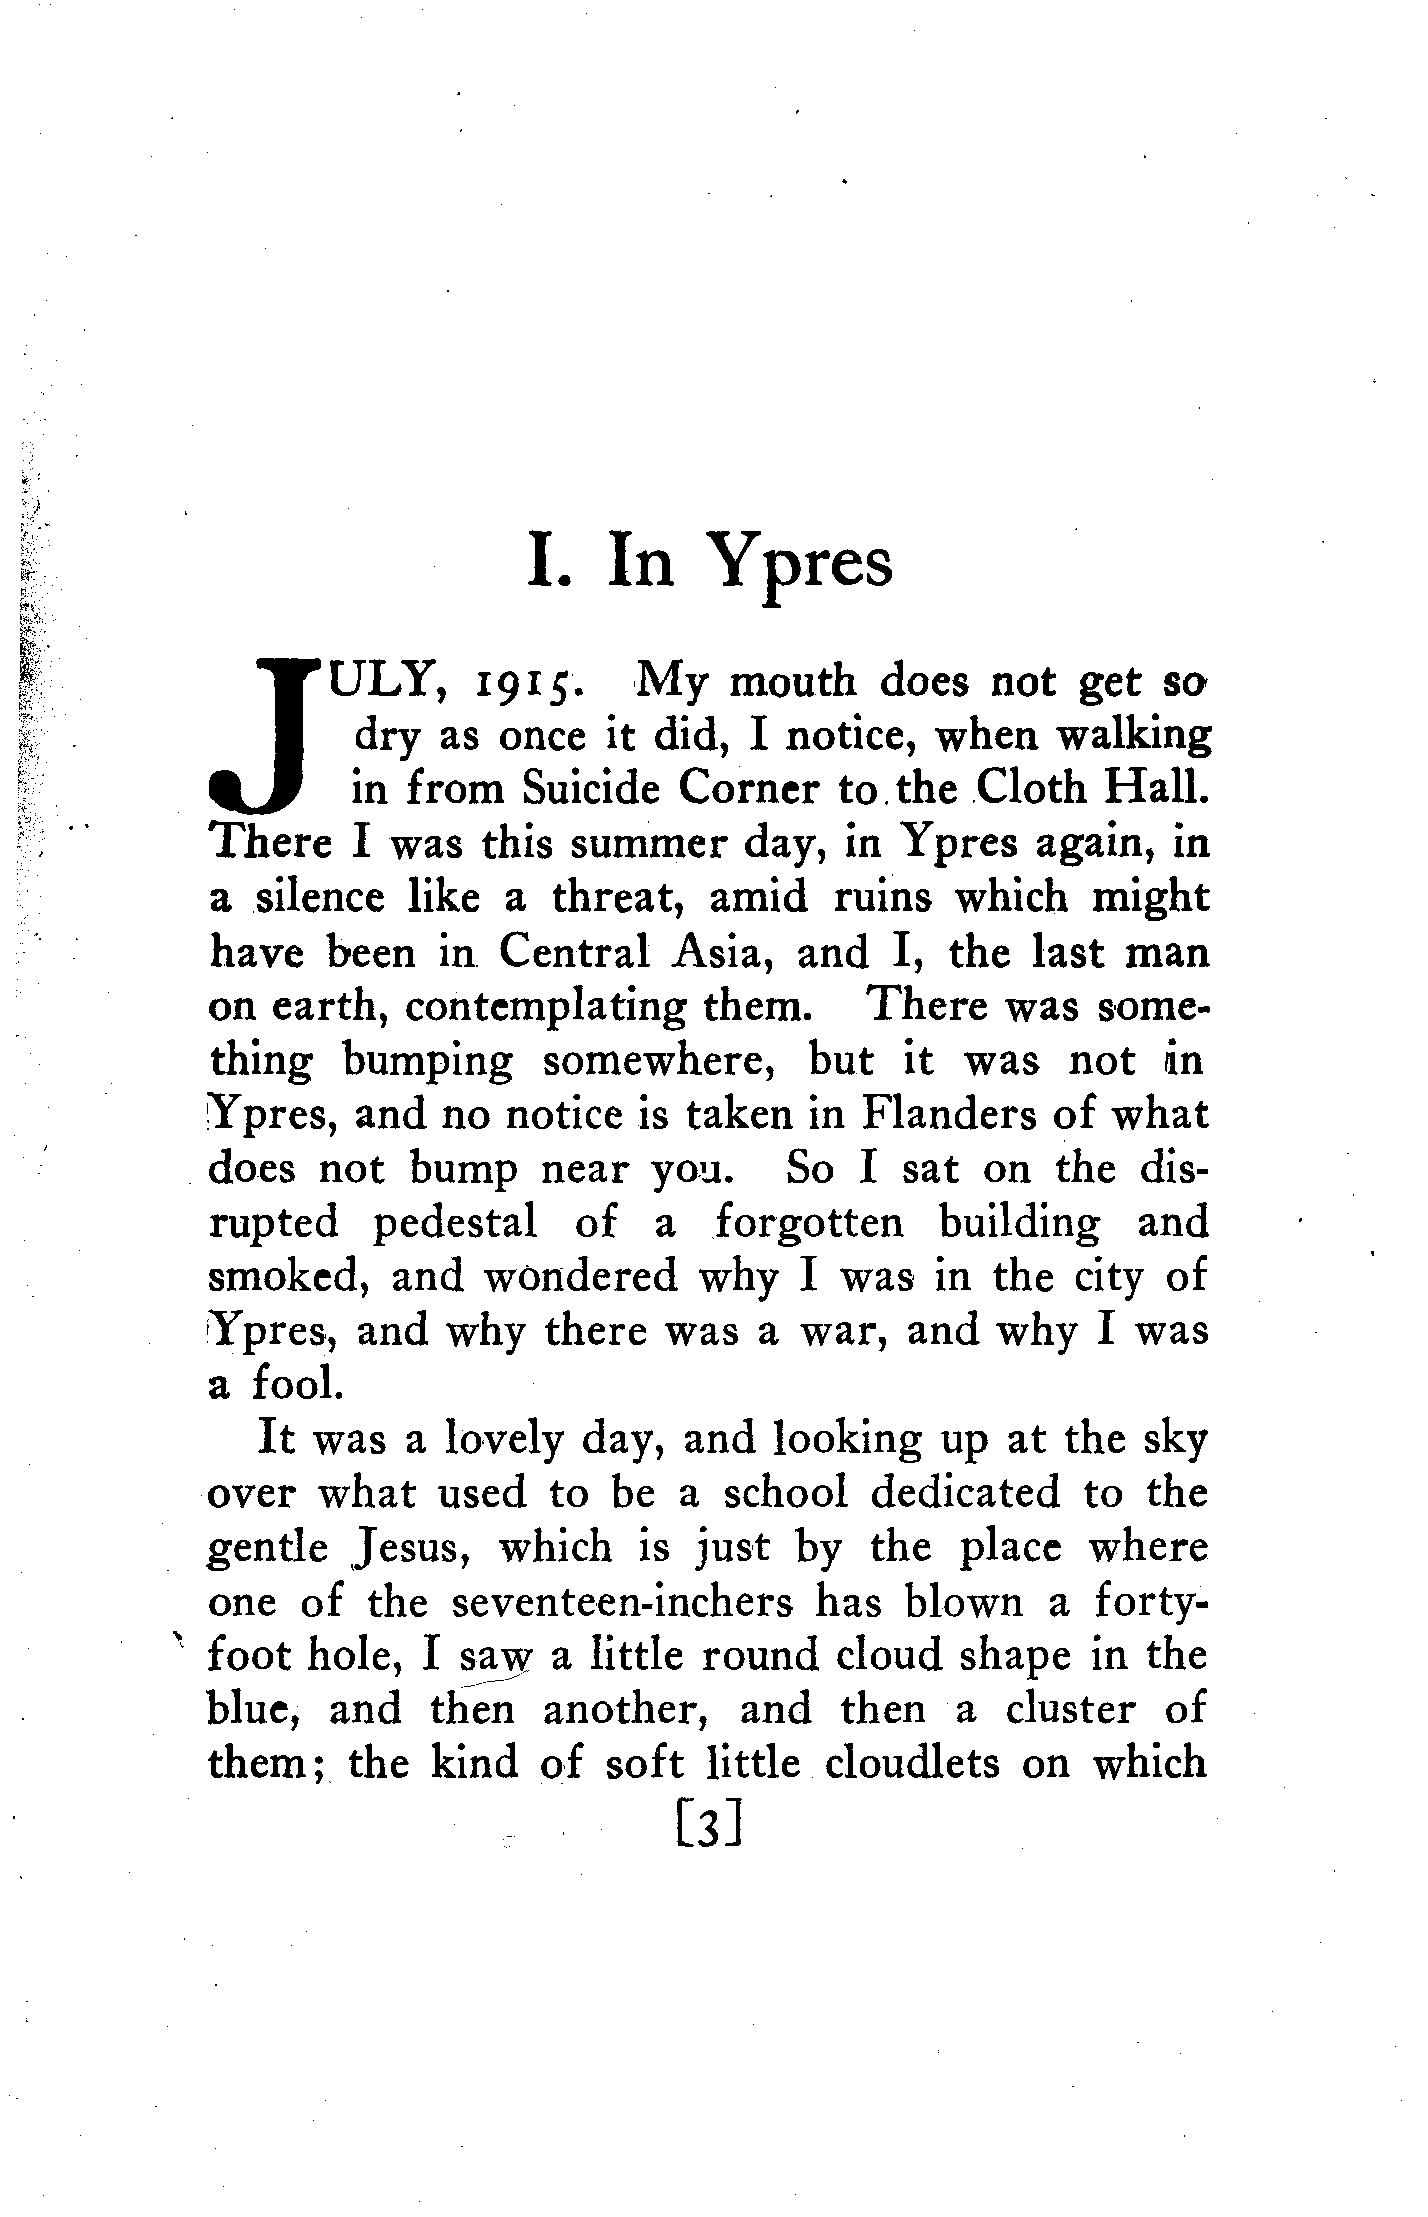 I. In Ypres
JULY, 1915. My mouth does not get so
dry as once it did, I notice, when walking
in from Suicide Corner to the Cloth Hall.
There I was this summer day, in Ypres again, in
a silence like a threat, amid ruins which might
have been in Central Asia, and I, the last man
on earth, contemplating them. There was some-
thing bumping somewhere, but it was not in
Ypres, and no notice is taken in Flanders of what
does not bump near you. So I sat on the dis-
rupted pedestal of a forgotten building and
smoked, and wondered why I was in the city of
Ypres, and why there was a war, and why I was
a fool.
It was a lovely day, and looking up at the sky
over what used to be a school dedicated to the
gentle Jesus, which is just by the place where
one of the seventeen-inchers has blown a forty-
foot hole, I saw a little round cloud shape in the
blue, and then another, and then a cluster of
them; the kind of soft little cloudlets on which
[3]